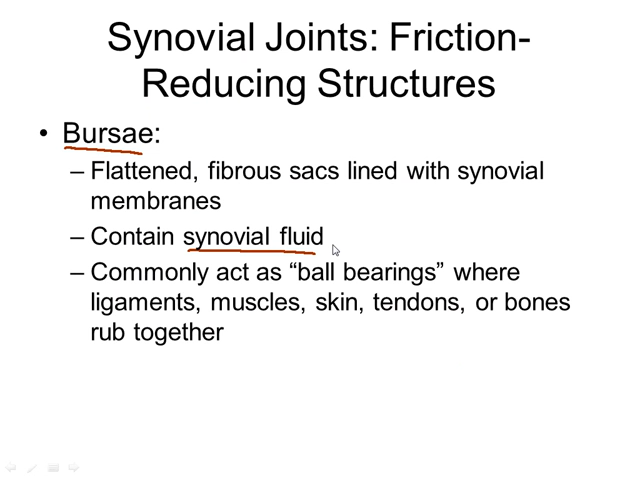 Synovial Joints: Friction-
Reducing Structures
• Bursae:
– Flattened, fibrous sacs lined with synovial
membranes
– Contain synovial fluid
– Commonly act as “ball bearings” where
ligaments, muscles, skin, tendons, or bones
rub together